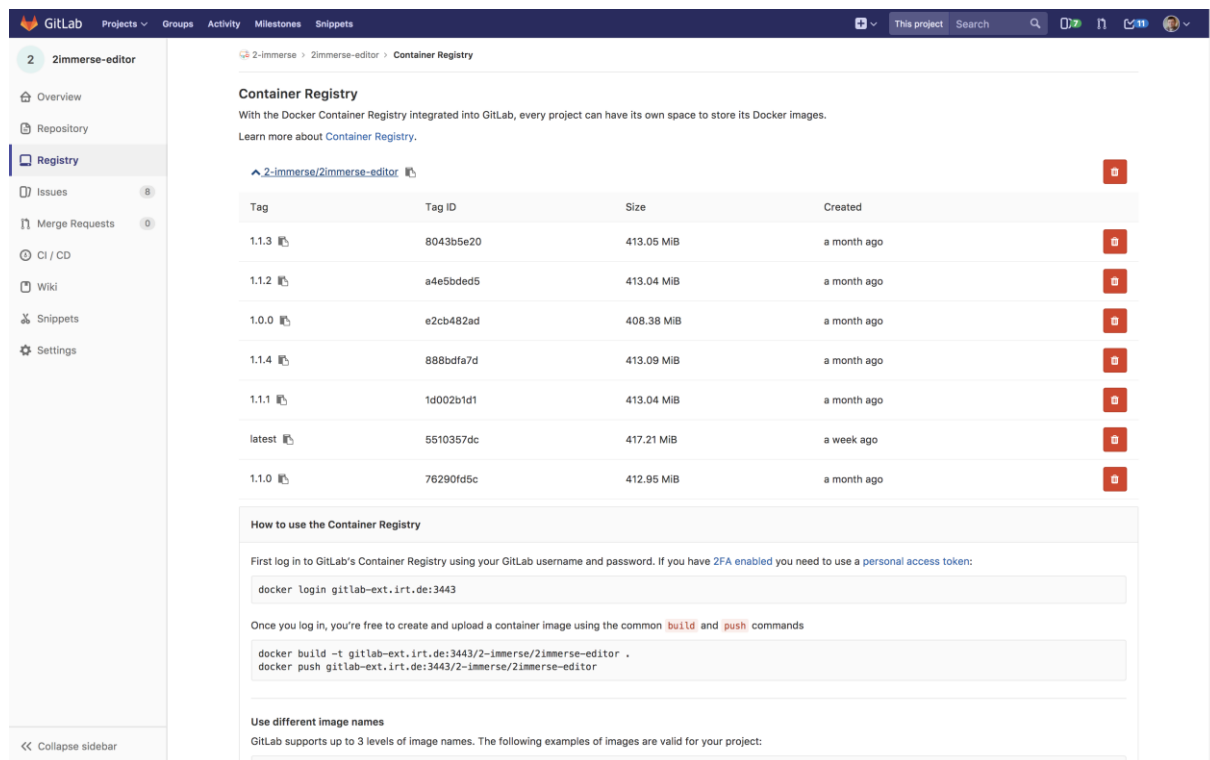 GitLab Projects Groups Activity Milestones Snippets This project Search 7 11
2 2immerse-editor
Overview
Repository
Registry
Issues 8
Merge Requests 0
CI / CD
Wiki
Snippets
Settings
Collapse sidebar
2-immerse > 2immerse-editor > Container Registry
Container Registry
With the Docker Container Registry integrated into GitLab, every project can have its own space to store its Docker images.
Learn more about Container Registry.
2-immerse/2immerse-editor
Tag Tag ID Size Created
1.1.3 8043b5e20 413.05 MiB a month ago
1.1.2 a4e5bded5 413.04 MiB a month ago
1.0.0 e2cb482ad 408.38 MiB a month ago
1.1.4 888bdfa7d 413.09 MiB a month ago
1.1.1 1d002b1d1 413.04 MiB a month ago
latest 5510357dc 417.21 MiB a week ago
1.1.0 76290fd5c 412.95 MiB a month ago
How to use the Container Registry
First log in to GitLab's Container Registry using your GitLab username and password. If you have 2FA enabled you need to use a personal access token:
docker login gitlab-ext.irt.de:3443
Once you log in, you're free to create and upload a container image using the common build and push commands
docker build -t gitlab-ext.irt.de:3443/2-immerse/2immerse-editor .
docker push gitlab-ext.irt.de:3443/2-immerse/2immerse-editor
Use different image names
GitLab supports up to 3 levels of image names. The following examples of images are valid for your project: